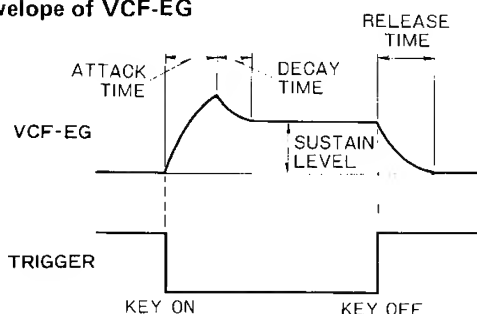 velope of VCF-EG
RELEASE
TIME
ATTACK
TIME
DECAY
TIME
VCF-EG
SUSTAIN
LEVEL
TRIGGER
KEY ON
KEY OFF